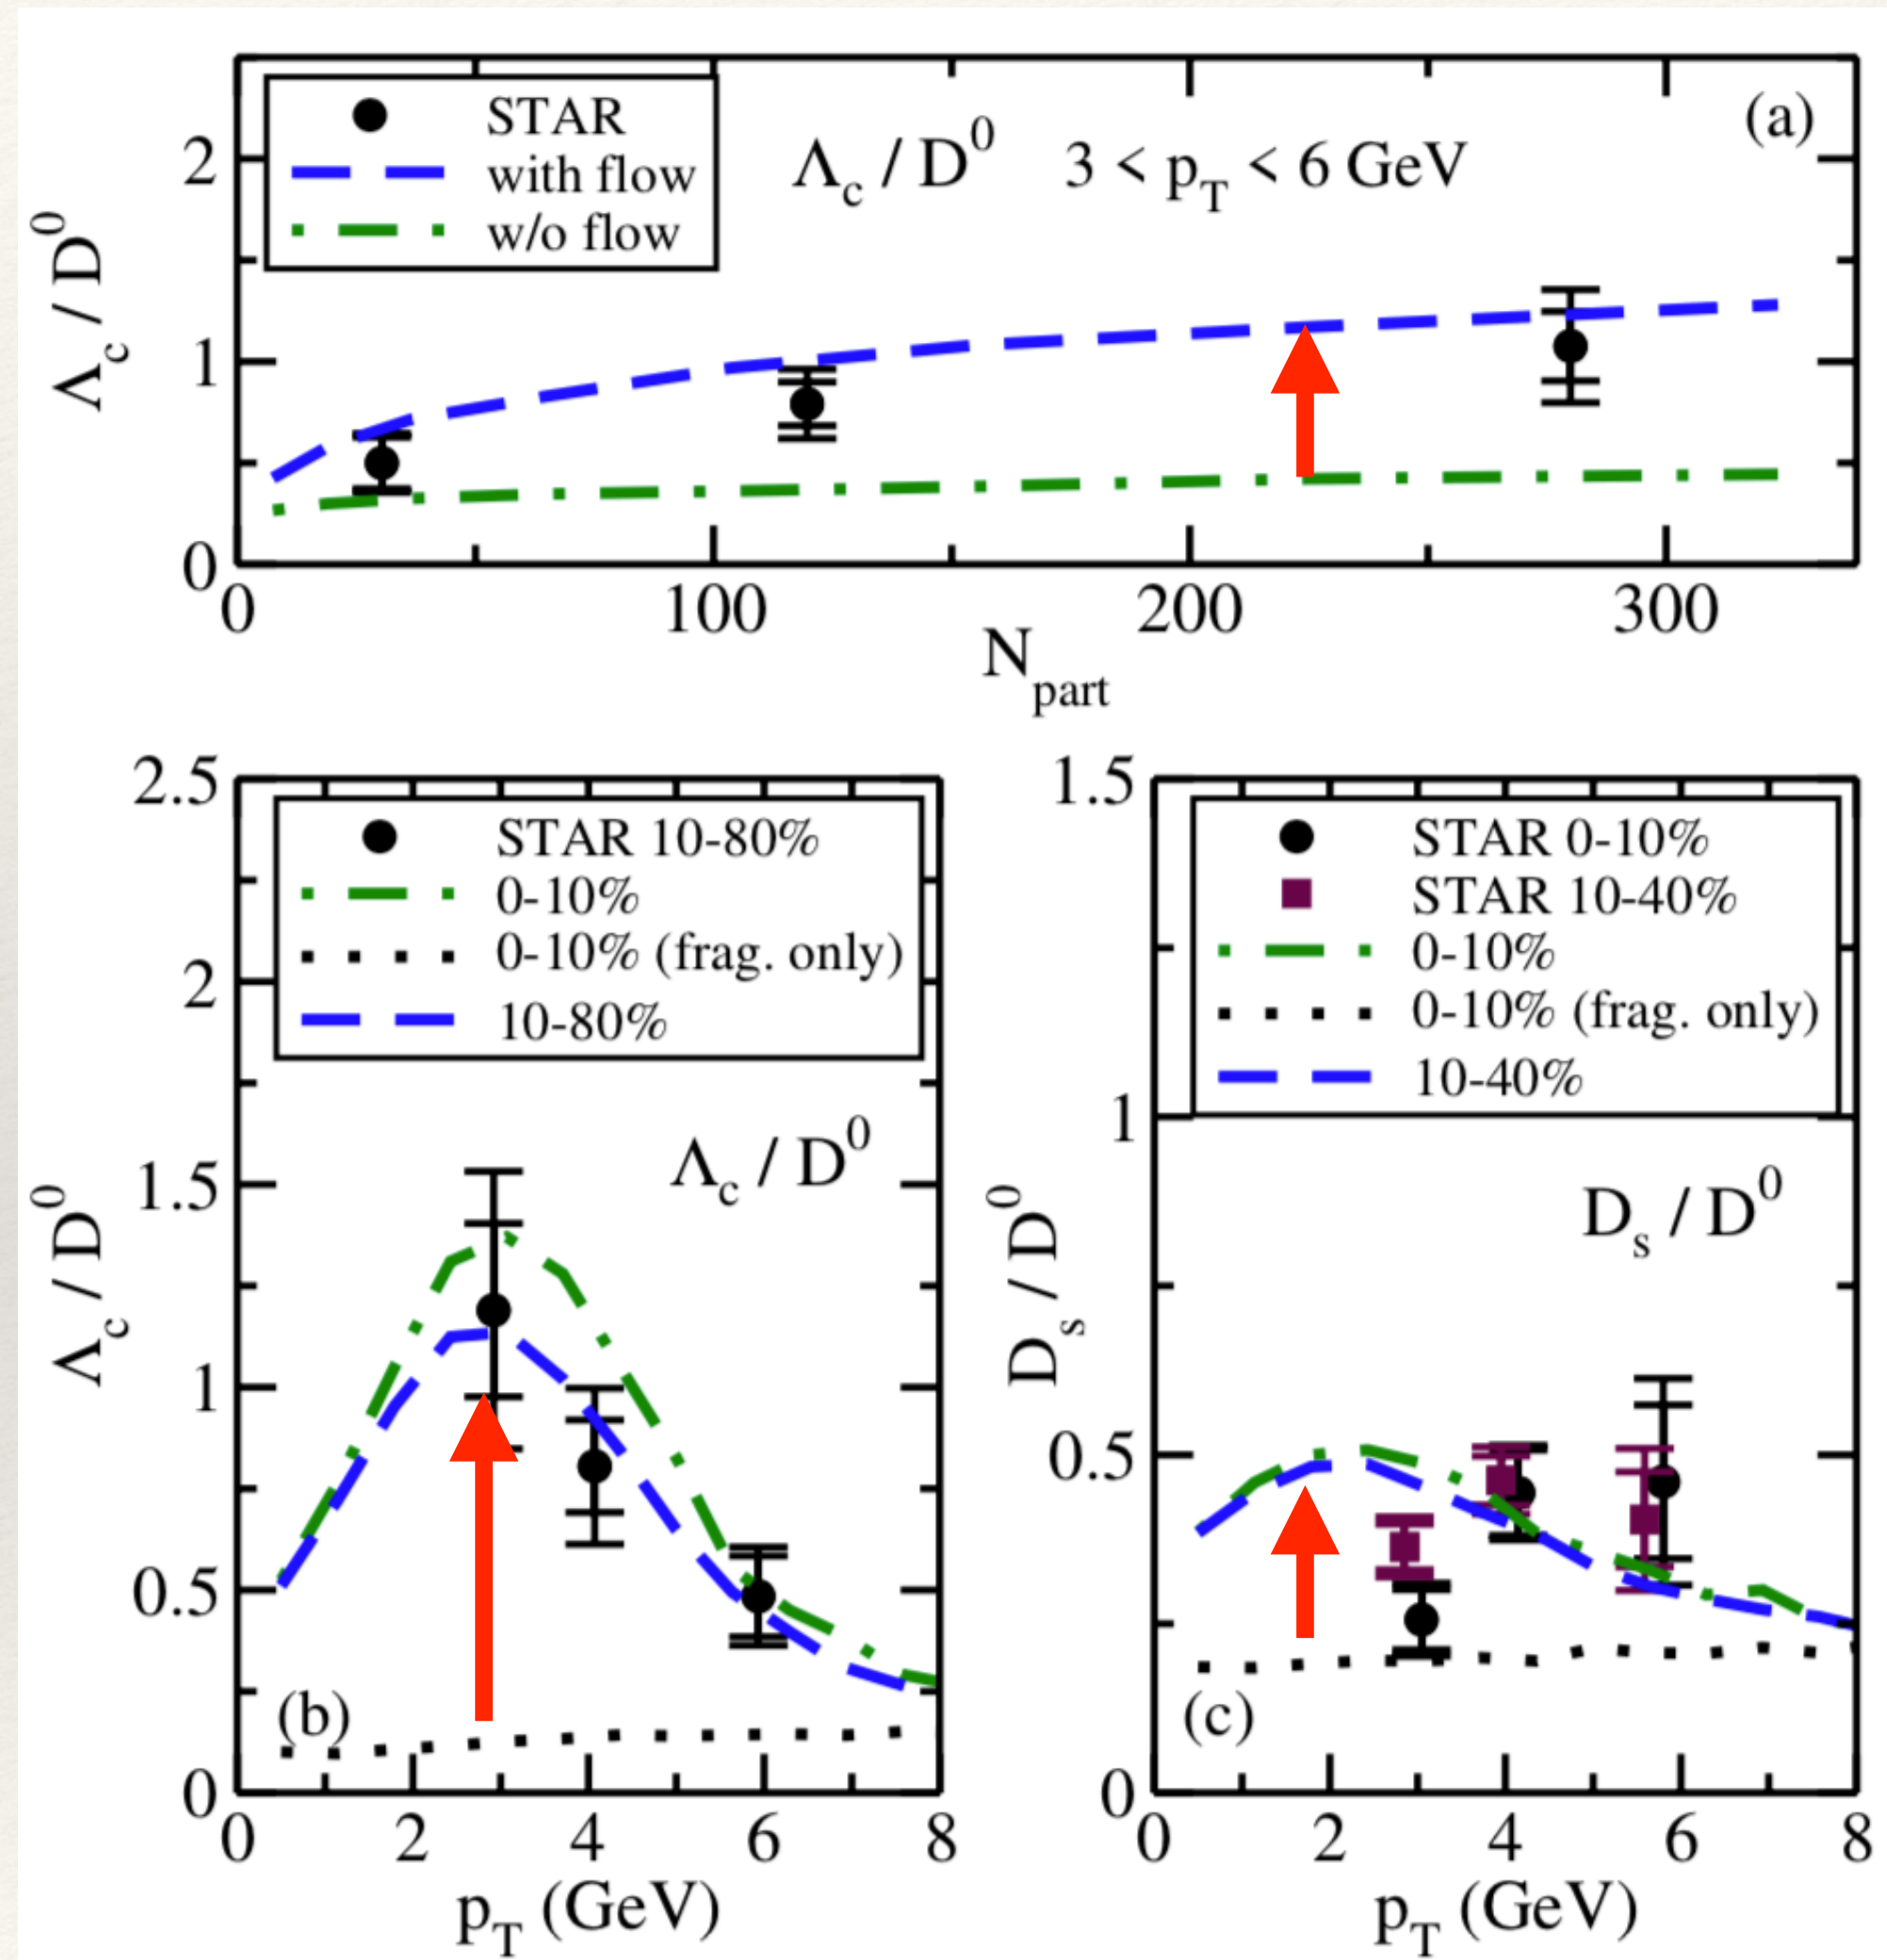 STAR
with flow
w/o flow
Λc / D0 3 < pT < 6 GeV
(a)
Λc / D0
2
1
0
0 100 200 300
Npart
STAR 10-80%
0-10%
0-10% (frag. only)
10-80%
Λc / D0
Λc / D0
2.5
2
1.5
1
0.5
0
(b)
0 2 4 6 8
pT (GeV)
STAR 0-10%
STAR 10-40%
0-10%
0-10% (frag. only)
10-40%
Ds / D0
Ds / D0
1.5
1
0.5
0
(c)
0 2 4 6 8
pT (GeV)